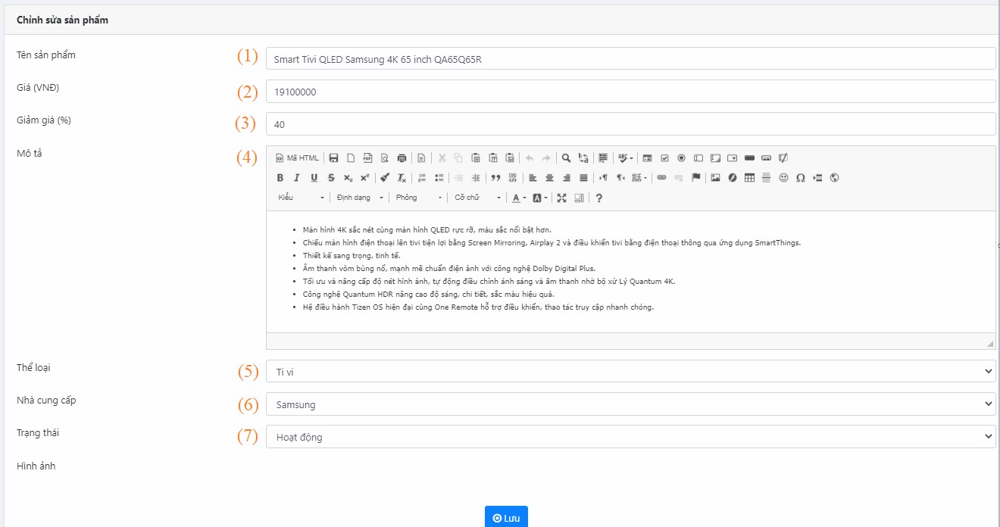 Chỉnh sửa sản phẩm
Tên sản phẩm (1) Smart Tivi QLED Samsung 4K 65 inch QA65Q65R
Giá (VNĐ) (2) 19100000
Giảm giá (%) (3) 40
Mô tả (4) Mã HTML
Kiểu Định dạng Phông Cỡ chữ
Màn hình 4K sắc nét cùng màn hình QLED rực rỡ, màu sắc nổi bật hơn.
Chiếu màn hình điện thoại lên tivi tiện lợi bằng Screen Mirroring, Airplay 2 và điều khiển tivi bằng điện thoại thông qua ứng dụng SmartThings.
Thiết kế sang trọng, tinh tế.
Âm thanh vòm bùng nổ, mạnh mẽ chuẩn điện ảnh với công nghệ Dolby Digital Plus.
Tối ưu và nâng cấp độ nét hình ảnh, tự động điều chỉnh ánh sáng và âm thanh nhờ bộ xử Lý Quantum 4K.
Công nghệ Quantum HDR nâng cao độ sáng, chi tiết, sắc màu hiệu quả.
Hệ điều hành Tizen OS hiện đại cùng One Remote hỗ trợ điều khiển, thao tác truy cập nhanh chóng.
Thể loại (5) Ti vi
Nhà cung cấp (6) Samsung
Trạng thái (7) Hoạt động
Hình ảnh
Lưu